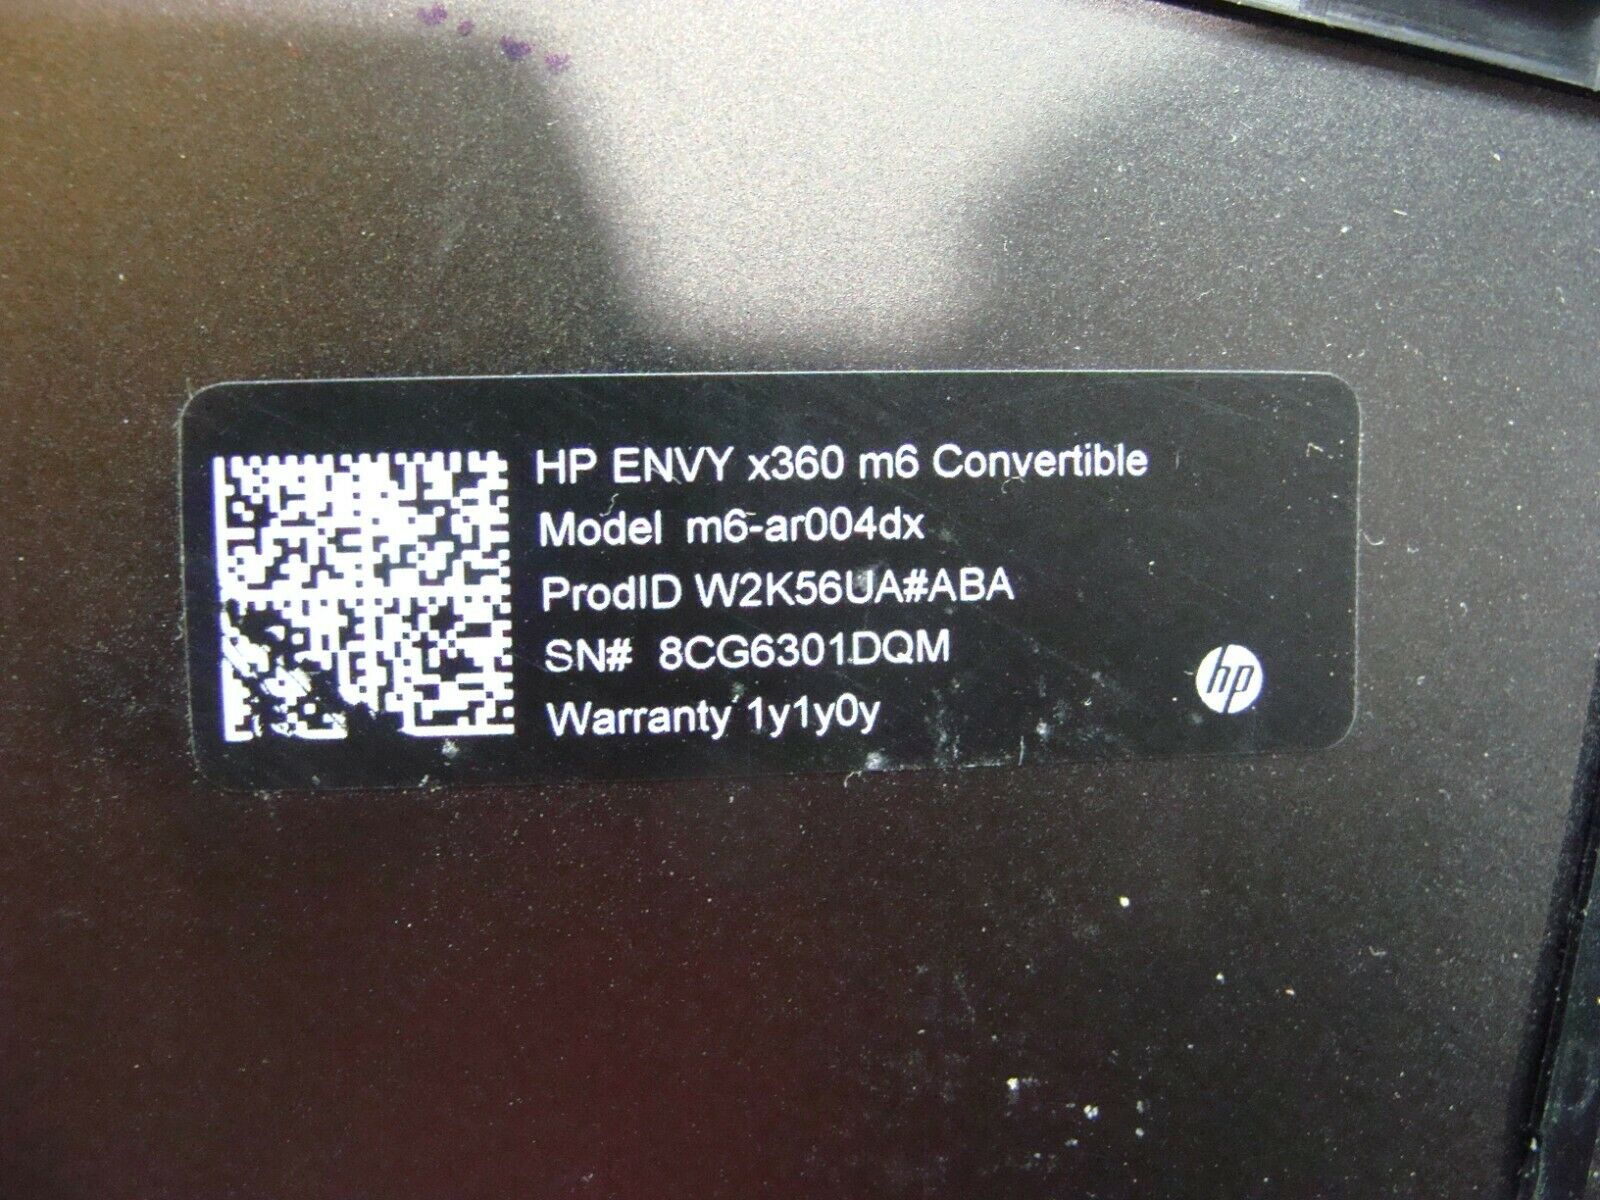 HP ENVY x360 m6 Convertible
Model m6-ar004dx
ProdID W2K56UA#ABA
SN# 8CG6301DQM
Warranty 1y1y0y
hp